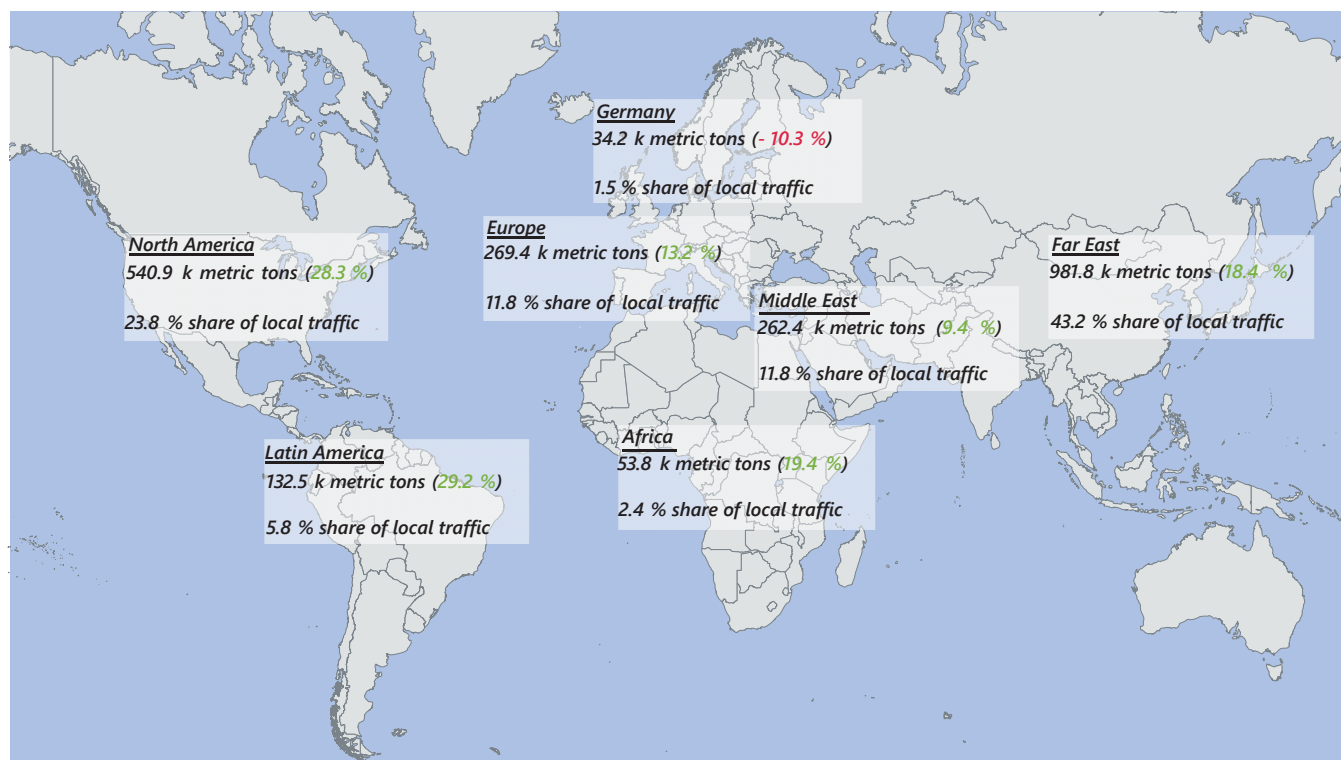 Germany
34.2 k metric tons (- 10.3 %)
1.5 % share of local traffic
Europe
269.4 k metric tons (13.2 %)
11.8 % share of local traffic
North America
540.9 k metric tons (28.3 %)
23.8 % share of local traffic
Far East
981.8 k metric tons (18.4 %)
43.2 % share of local traffic
Middle East
262.4 k metric tons (9.4 %)
11.8 % share of local traffic
Latin America
132.5 k metric tons (29.2 %)
5.8 % share of local traffic
Africa
53.8 k metric tons (19.4 %)
2.4 % share of local traffic